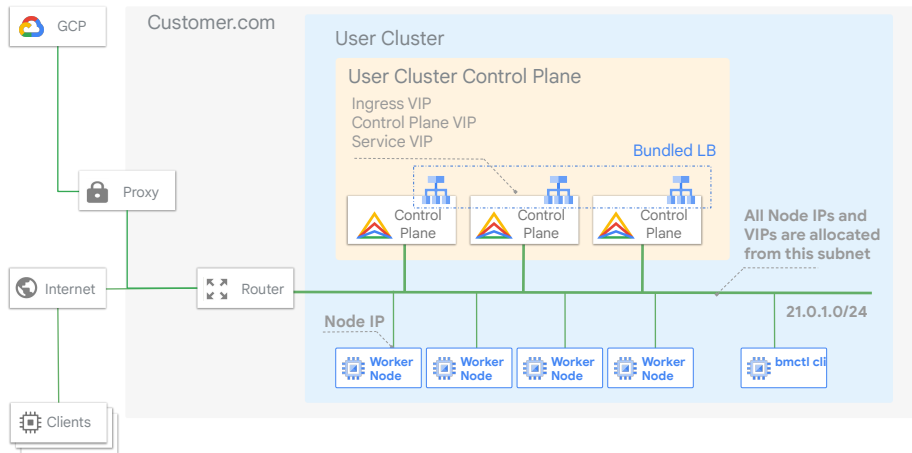 GCP
Customer.com
User Cluster
User Cluster Control Plane
Ingress VIP
Control Plane VIP
Service VIP
Bundled LB
Proxy
Control
Plane
Control
Plane
Control
Plane
All Node IPs and
VIPs are allocated
from this subnet
Internet
Router
21.0.1.0/24
Node IP
Worker
Node
Worker
Node
Worker
Node
Worker
Node
bmctl cli
Clients